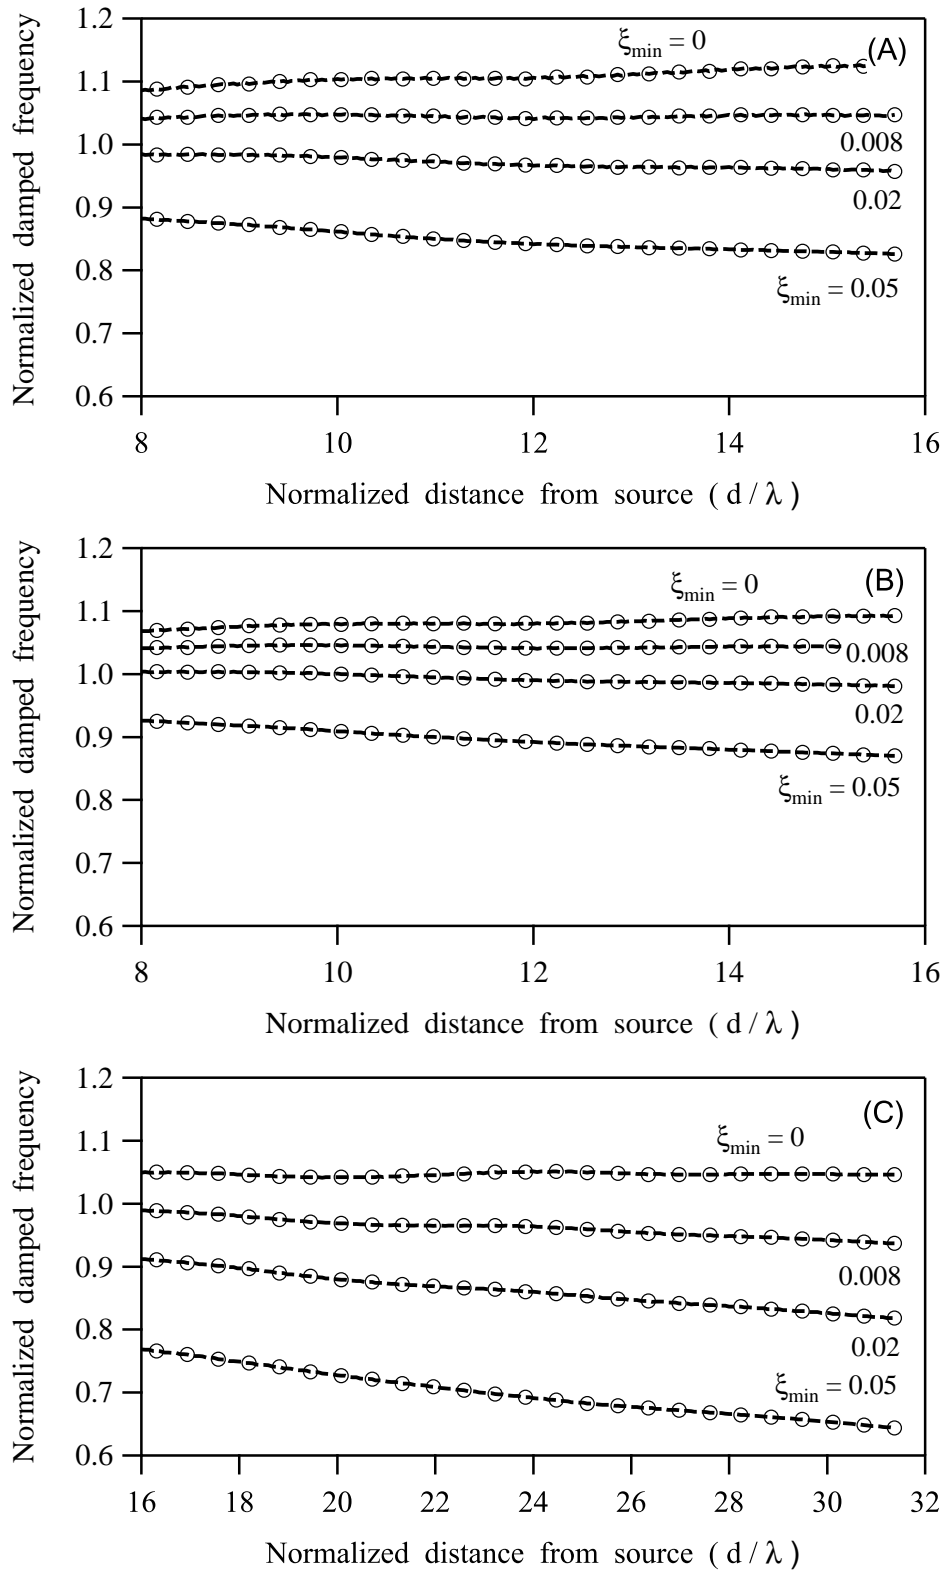 Normalized damped frequency
1.2
1.1
1.0
0.9
0.8
0.7
0.6
ξmin = 0
(A)
0.008
0.02
ξmin = 0.05
8 10 12 14 16
Normalized distance from source ( d / λ )
Normalized damped frequency
1.2
1.1
1.0
0.9
0.8
0.7
0.6
ξmin = 0
(B)
0.008
0.02
ξmin = 0.05
8 10 12 14 16
Normalized distance from source ( d / λ )
Normalized damped frequency
1.2
1.1
1.0
0.9
0.8
0.7
0.6
(C)
ξmin = 0
0.008
0.02
ξmin = 0.05
16 18 20 22 24 26 28 30 32
Normalized distance from source ( d / λ )